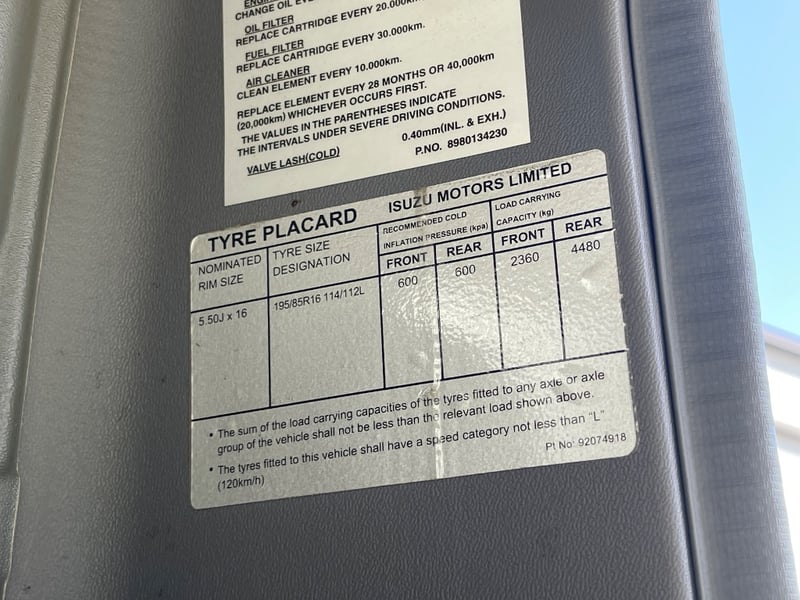 CHANGE OIL EVE
OIL FILTER
REPLACE CARTRIDGE EVERY 20.000k
FUEL FILTER
REPLACE CARTRIDGE EVERY 30.000km.
AIR CLEANER
CLEAN ELEMENT EVERY 10.000km.
REPLACE ELEMENT EVERY 28 MONTHS OR 40,000km
(20,000km) WHICHEVER OCCURS FIRST.
THE VALUES IN THE PARENTHESES INDICATE
THE INTERVALS UNDER SEVERE DRIVING CONDITIONS.
VALVE LASH(COLD) 0.40mm(INL. & EXH.)
P.NO. 8980134230
TYRE PLACARD ISUZU MOTORS LIMITED
NOMINATED
RIM SIZE
TYRE SIZE
DESIGNATION
RECOMMENDED COLD
INFLATION PRESSURE (kpa)
LOAD CARRYING
CAPACITY (kg)
FRONT REAR FRONT REAR
5.50J x 16 195/85R16 114/112L 600 600 2360 4480
• The sum of the load carrying capacities of the tyres fitted to any axle or axle
group of the vehicle shall not be less than the relevant load shown above.
• The tyres fitted to this vehicle shall have a speed category not less than "L"
(120km/h)
Pt No: 92074918